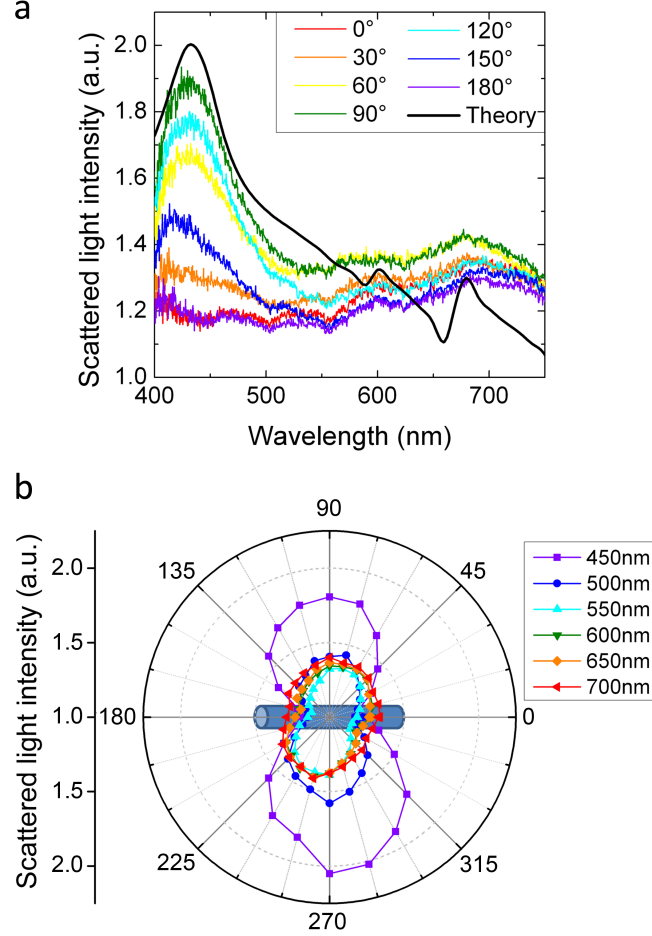 a
Scattered light intensity (a.u.)
2.0
1.8
1.6
1.4
1.2
1.0
0°
30°
60°
90°
120°
150°
180°
Theory
400
500
600
700
Wavelength (nm)
b
Scattered light intensity (a.u.)
2.0
1.5
1.0
1.5
2.0
90
135
45
180
0
225
315
270
450nm
500nm
550nm
600nm
650nm
700nm